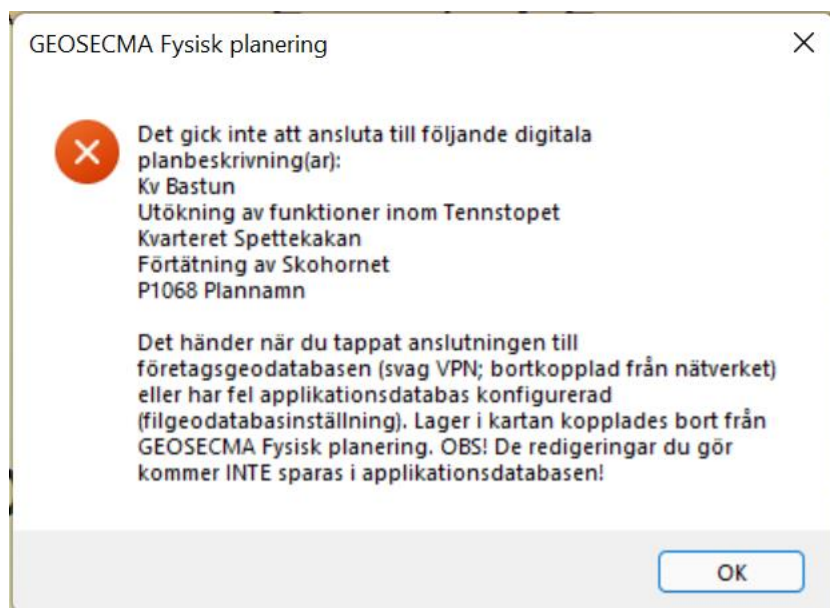 GEOSECMA Fysisk planering
Det gick inte att ansluta till följande digitala
planbeskrivning(ar):
Kv Bastun
Utökning av funktioner inom Tennstopet
Kvarteret Spettekakan
Förtätning av Skohornet
P1068 Plannamn
Det händer när du tappat anslutningen till
företagsgeodatabasen (svag VPN; bortkopplad från nätverket)
eller har fel applikationsdatabas konfigurerad
(filgeodatabasinställning). Lager i kartan kopplades bort från
GEOSECMA Fysisk planering. OBS! De redigeringar du gör
kommer INTE sparas i applikationsdatabasen!
OK